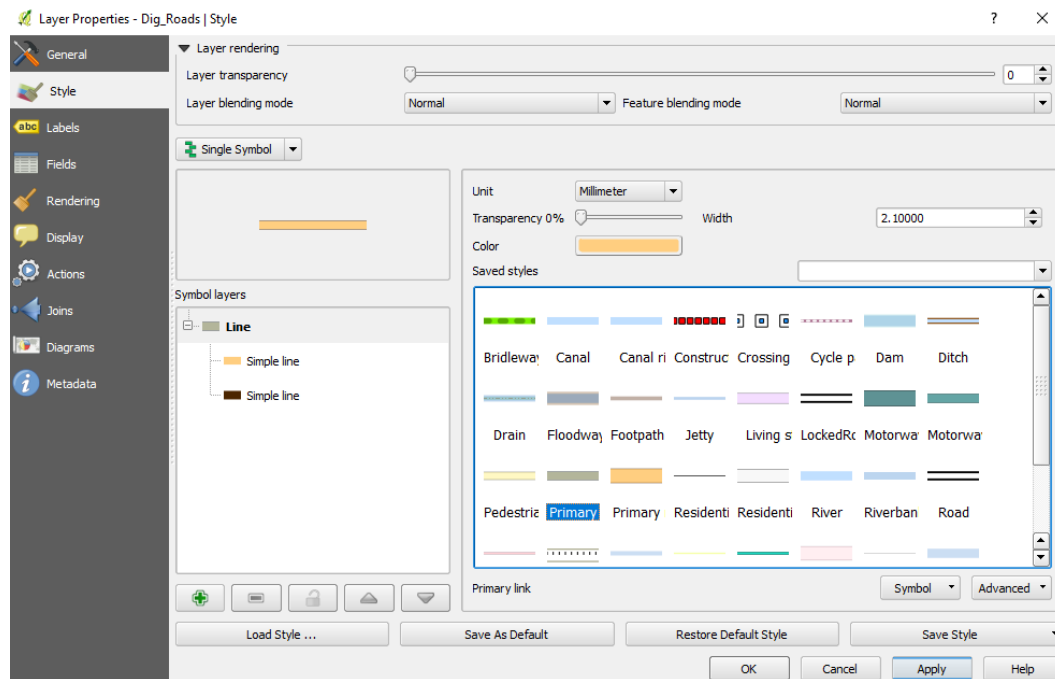 Layer Properties - Dig_Roads | Style
? ×
General
Style
abc Labels
Fields
Rendering
Display
Actions
Joins
Diagrams
Metadata
Layer rendering
Layer transparency 0
Layer blending mode Normal Feature blending mode Normal
Single Symbol
Unit Millimeter
Transparency 0% Width 2.10000
Color
Saved styles
Symbol layers
Line
Simple line
Simple line
Bridleway Canal Canal ri Construc Crossing Cycle p Dam Ditch
Drain Floodway Footpath Jetty Living s LockedRo Motorwa Motorwa
Pedestria Primary Primary Residenti Residenti River Riverban Road
Primary link
Symbol Advanced
Load Style ... Save As Default Restore Default Style Save Style
OK Cancel Apply Help